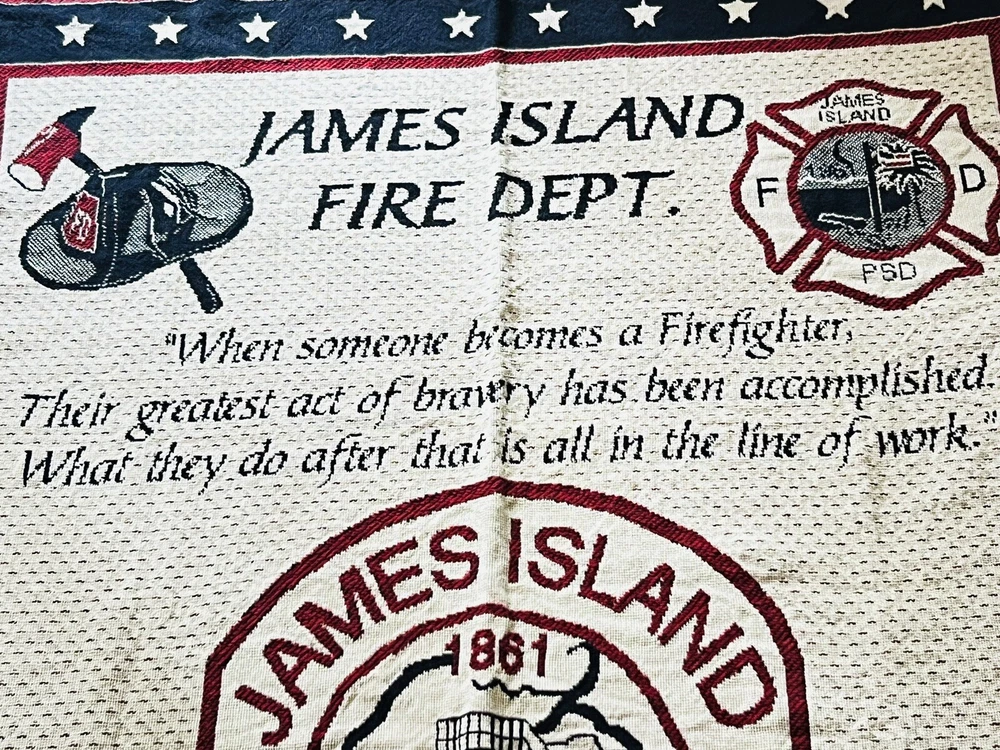 JAMES ISLAND
FIRE DEPT.
JAMES
ISLAND
F
D
PSD
"When someone becomes a Firefighter,
Their greatest act of bravery has been accomplished.
What they do after that is all in the line of work."
JAMES ISLAND
1861